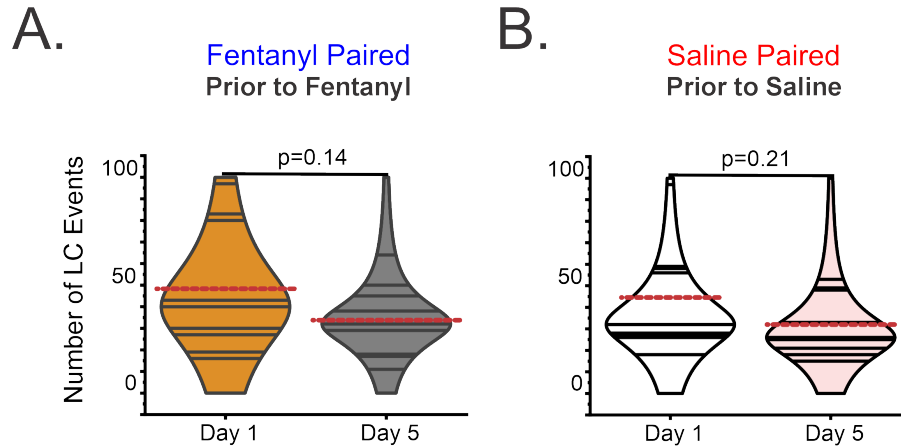 A.
Fentanyl Paired
Prior to Fentanyl
Number of LC Events
100
50
0
p=0.14
Day 1
Day 5
B.
Saline Paired
Prior to Saline
100
50
0
p=0.21
Day 1
Day 5